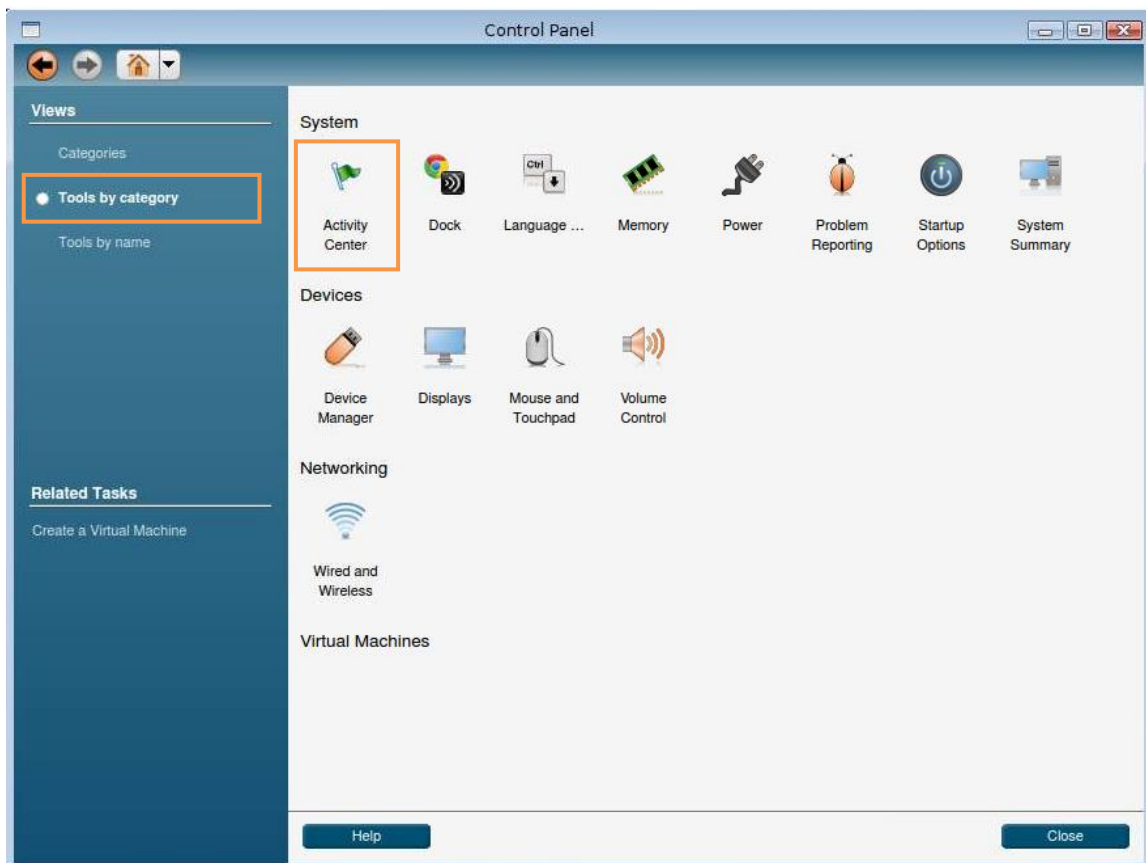 Control Panel
Views
Categories
Tools by category
Tools by name
Related Tasks
Create a Virtual Machine
System
Ctrl
Activity
Center
Dock
Language ...
Memory
Power
Problem
Reporting
Startup
Options
System
Summary
Devices
Device
Manager
Displays
Mouse and
Touchpad
Volume
Control
Networking
Wired and
Wireless
Virtual Machines
Help
Close